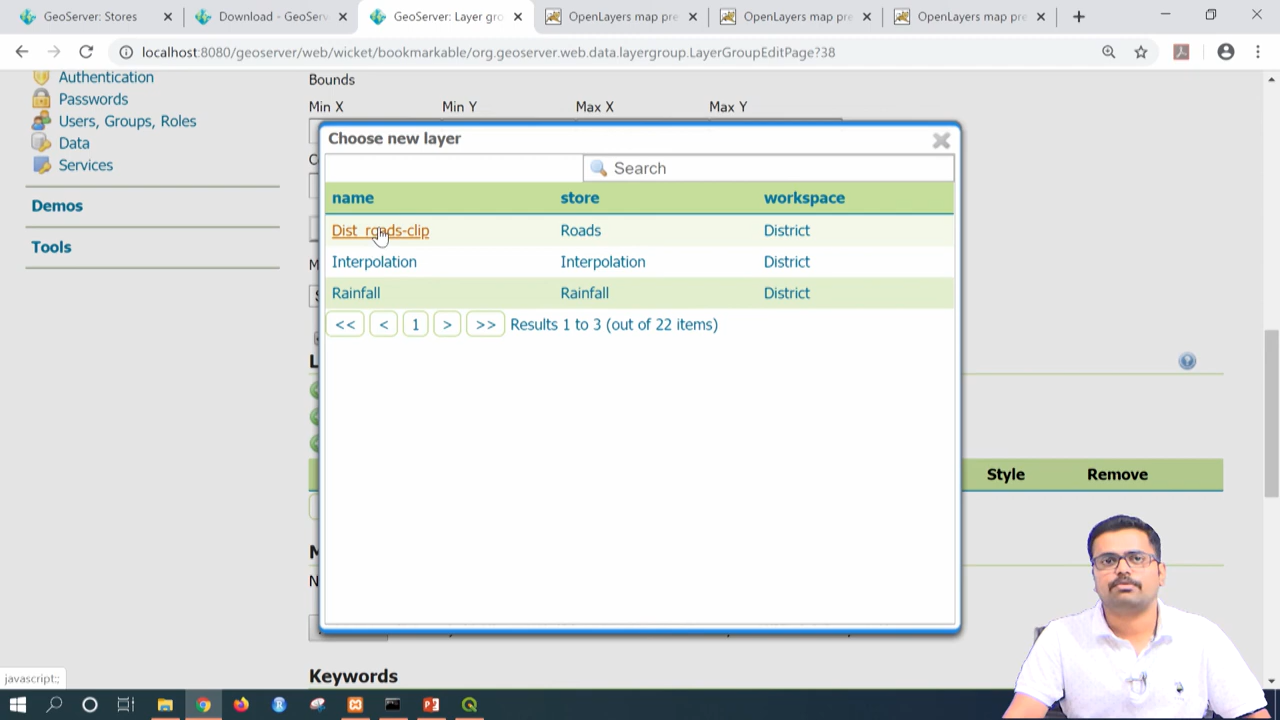 GeoServer: Stores
Download - GeoServ
GeoServer: Layer gro
OpenLayers map pre
OpenLayers map pre
OpenLayers map pre
localhost:8080/geoserver/web/wicket/bookmarkable/org.geoserver.web.data.layergroup.LayerGroupEditPage?38
Authentication
Passwords
Users, Groups, Roles
Data
Services
Demos
Tools
Bounds
Min X Min Y Max X Max Y
Choose new layer
Search
name store workspace
Dist_roads-clip Roads District
Interpolation Interpolation District
Rainfall Rainfall District
<< < 1 > >> Results 1 to 3 (out of 22 items)
Style Remove
Keywords
javascript:;